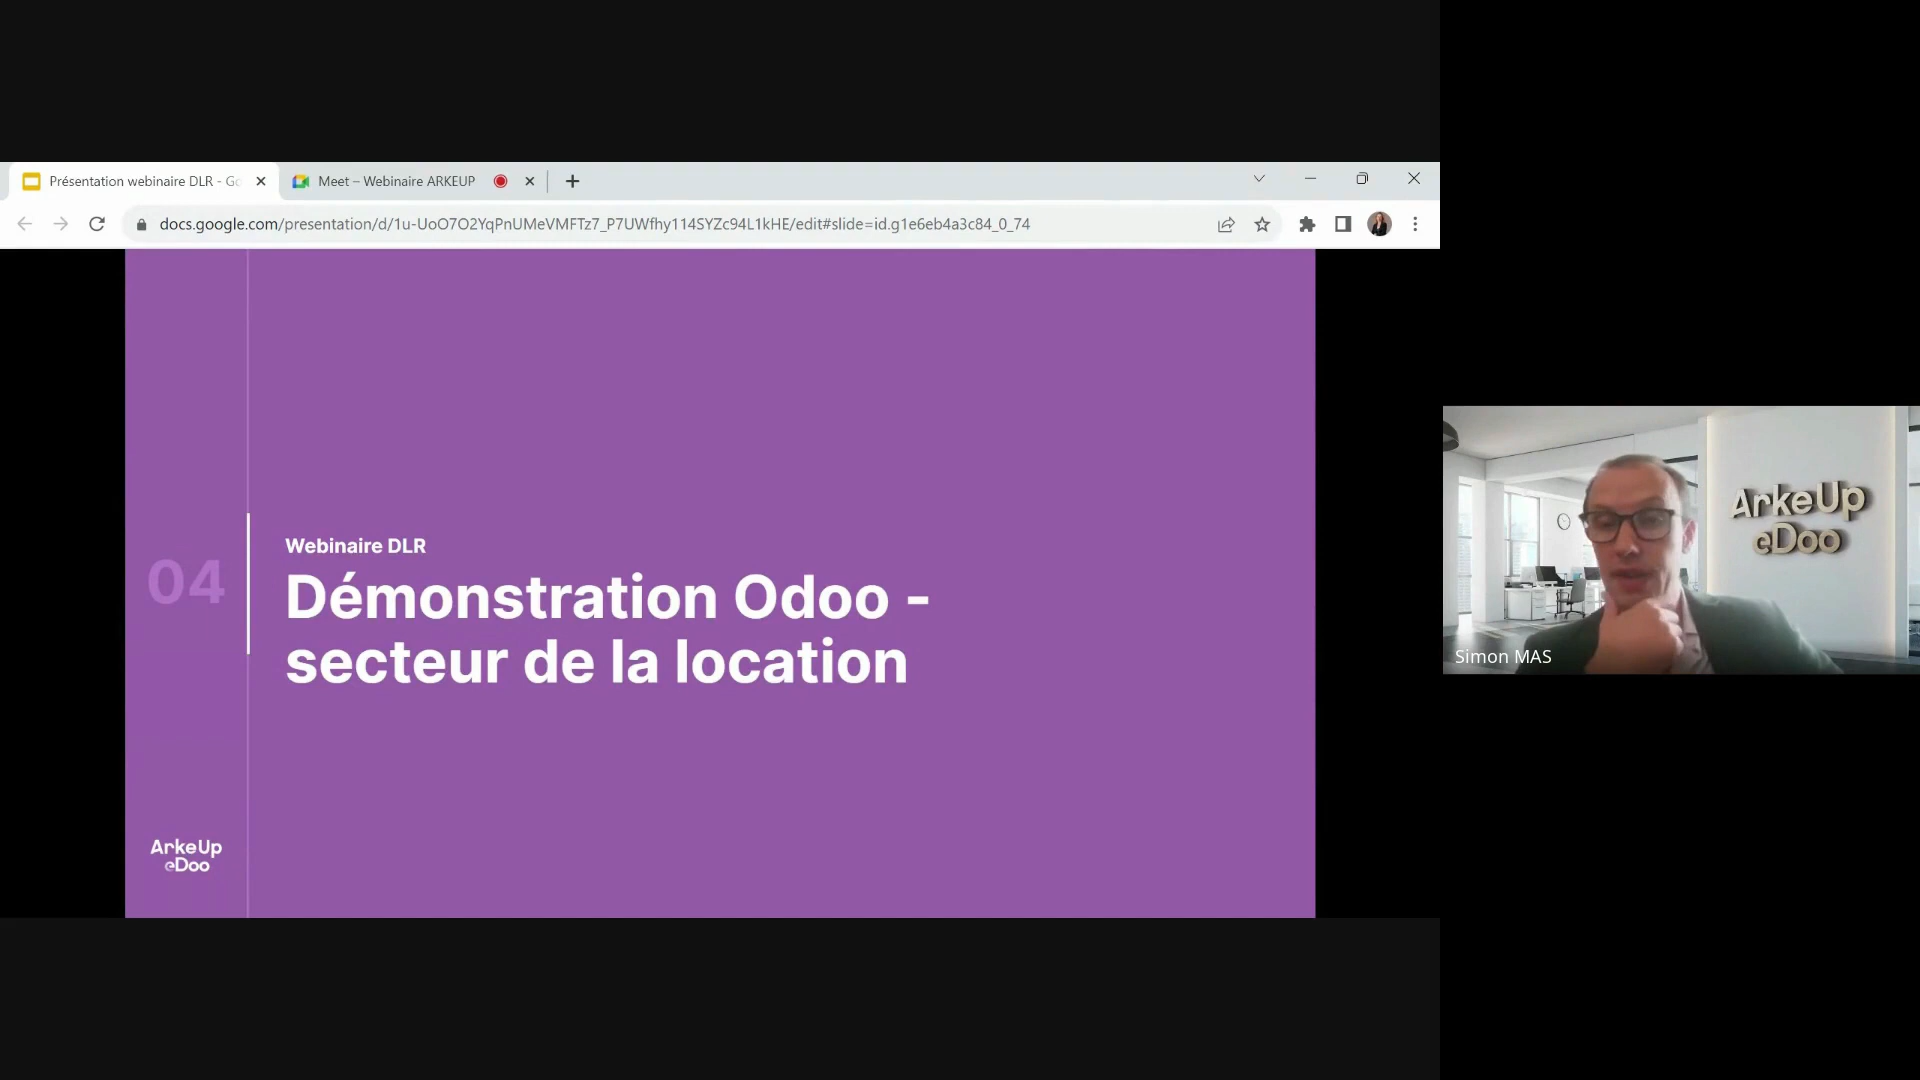 Présentation webinaire DLR - Go
Meet – Webinaire ARKEUP
docs.google.com/presentation/d/1u-UoO7O2YqPnUMeVMFTz7_P7UWfhy114SYZc94L1kHE/edit#slide=id.g1e6eb4a3c84_0_74
04
Webinaire DLR
Démonstration Odoo -
secteur de la location
ArkeUp
eDoo
ArkeUp
eDoo
Simon MAS